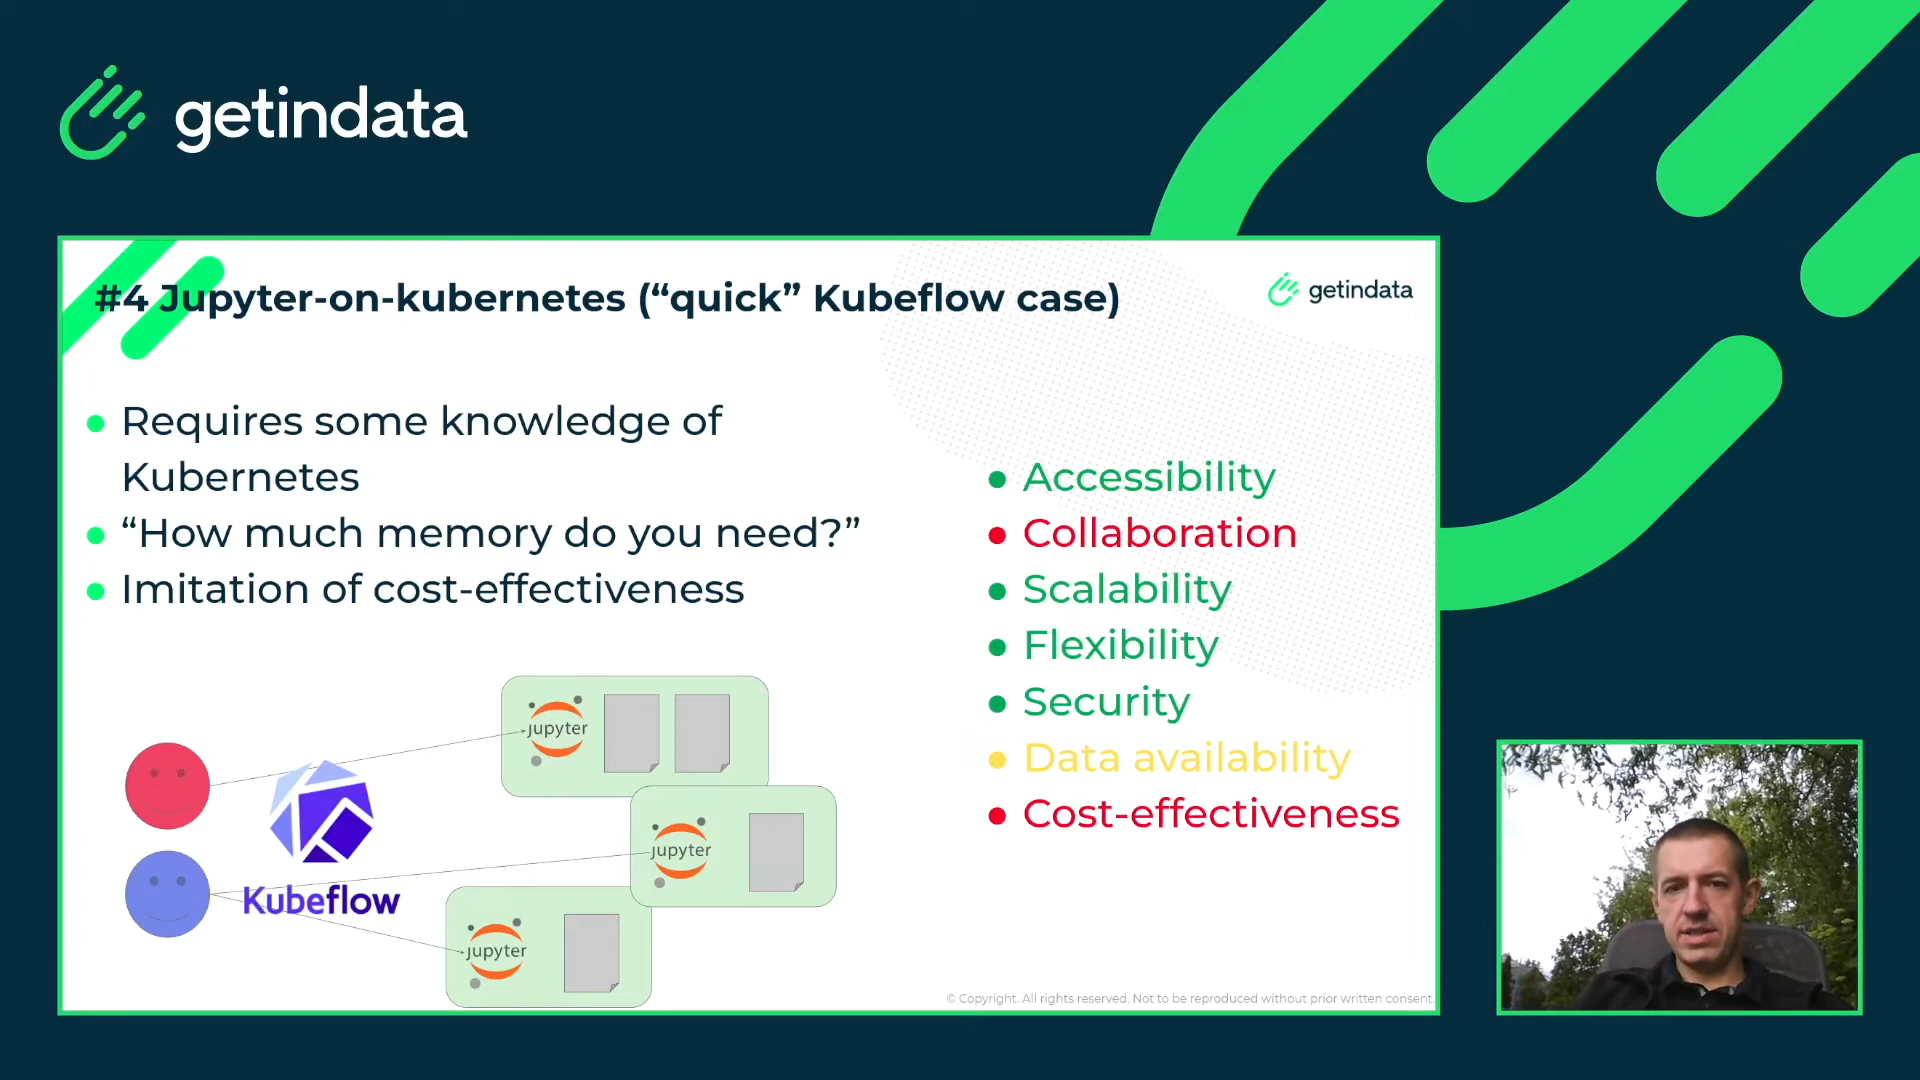 getindata
#4 Jupyter-on-kubernetes (“quick” Kubeflow case)
getindata
Requires some knowledge of
Kubernetes
“How much memory do you need?”
Imitation of cost-effectiveness
Accessibility
Collaboration
Scalability
Flexibility
Security
Data availability
Cost-effectiveness
jupyter
jupyter
Kubeflow
jupyter
© Copyright. All rights reserved. Not to be reproduced without prior written consent.